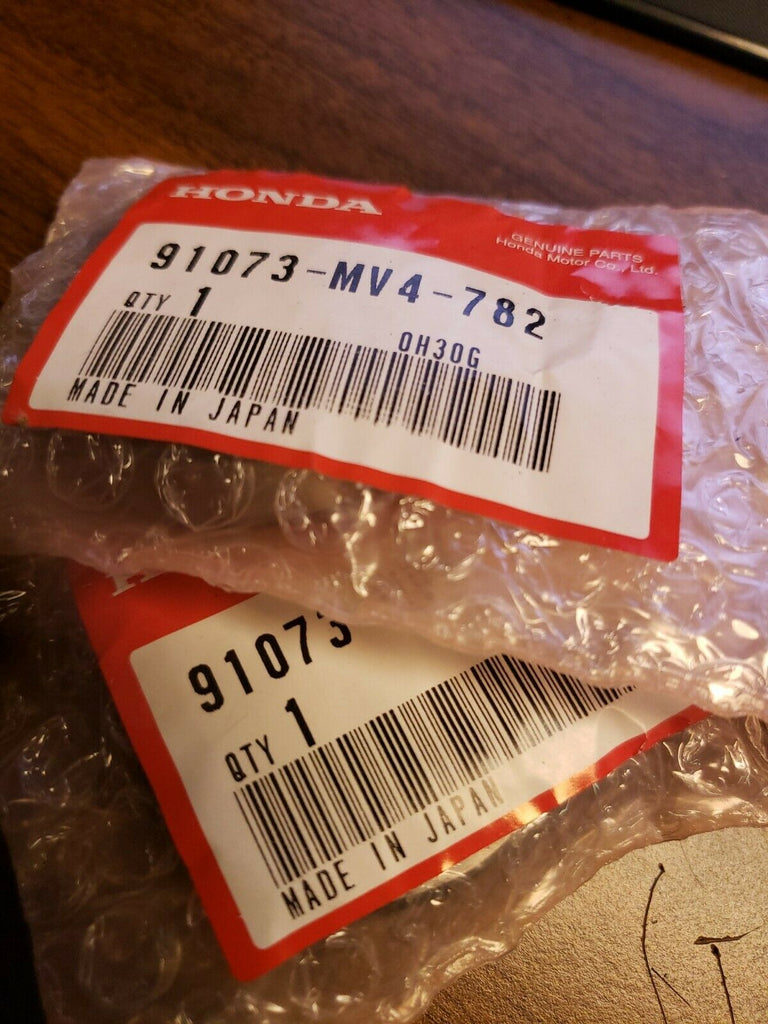 HONDA
GENUINE PARTS
Honda Motor Co., Ltd.
91073-MV4-782
QTY 1
0H30G
MADE IN JAPAN
91073
QTY 1
MADE IN JAPAN